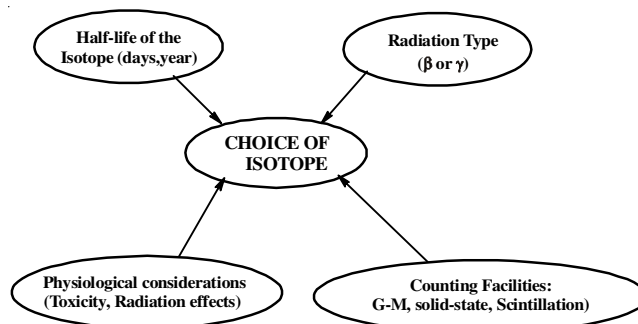 Half-life of the
Isotope (days,year)
Radiation Type
(β or γ)
CHOICE OF
ISOTOPE
Physiological considerations
(Toxicity, Radiation effects)
Counting Facilities:
G-M, solid-state, Scintillation)